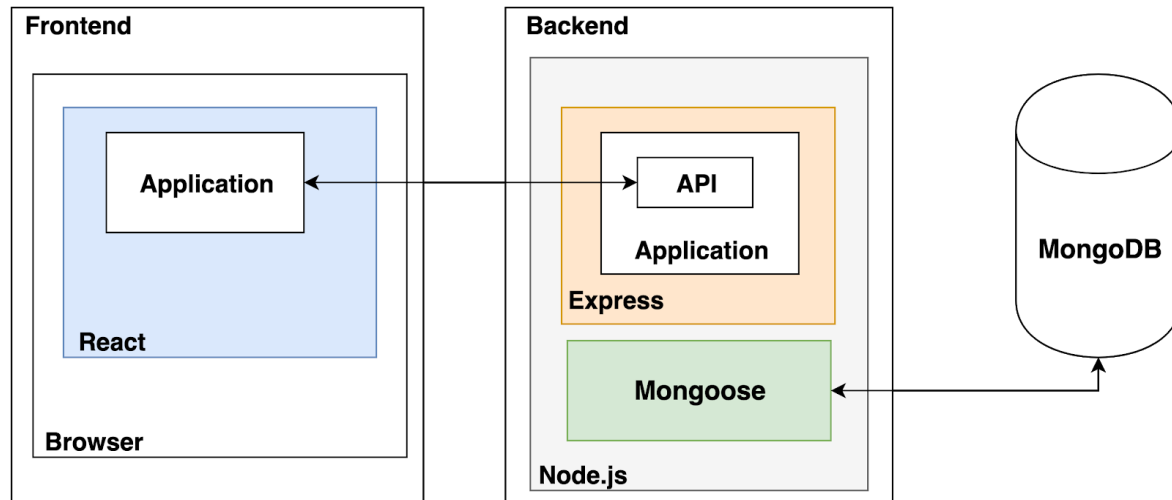 Frontend
Application
React
Browser
Backend
API
Application
Express
Mongoose
Node.js
MongoDB